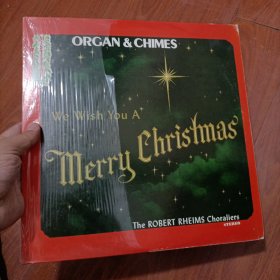 ORGAN & CHIMES
We Wish You A
Merry Christmas
The ROBERT RHEIMS Choraliers
STEREO